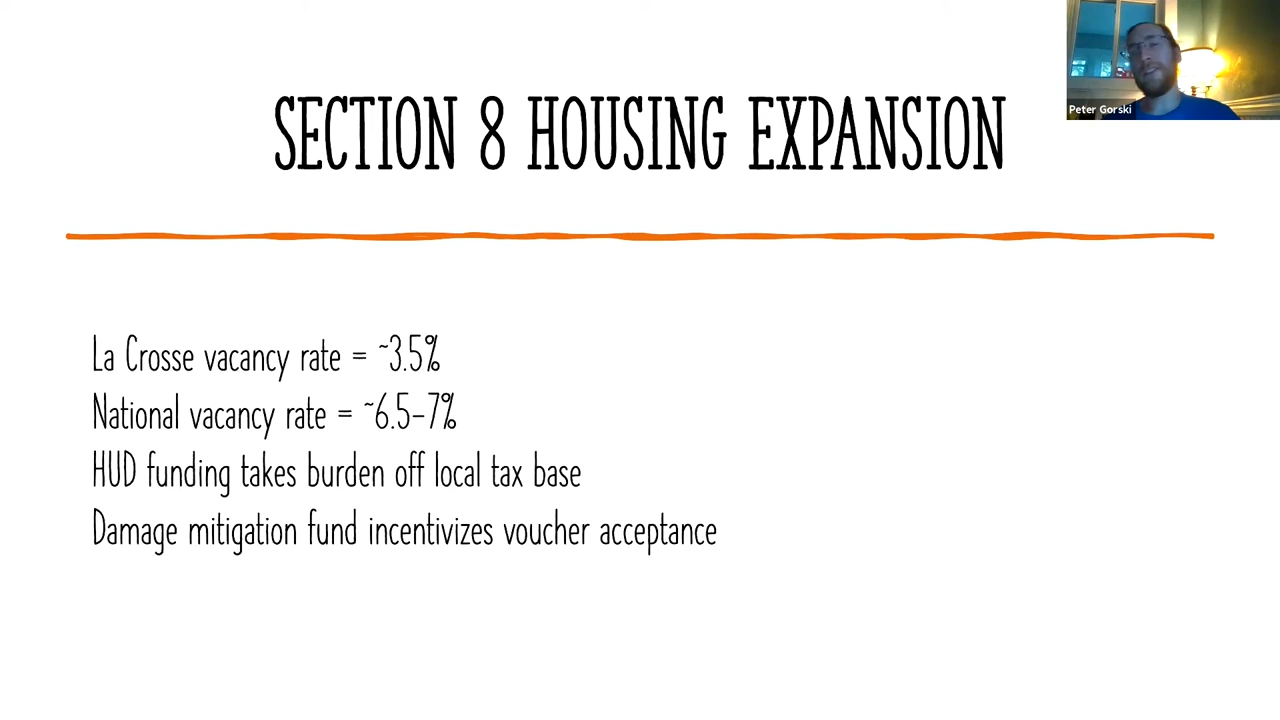 Peter Gorski
SECTION 8 HOUSING EXPANSION
La Crosse vacancy rate = ~3.5%
National vacancy rate = ~6.5-7%
HUD funding takes burden off local tax base
Damage mitigation fund incentivizes voucher acceptance